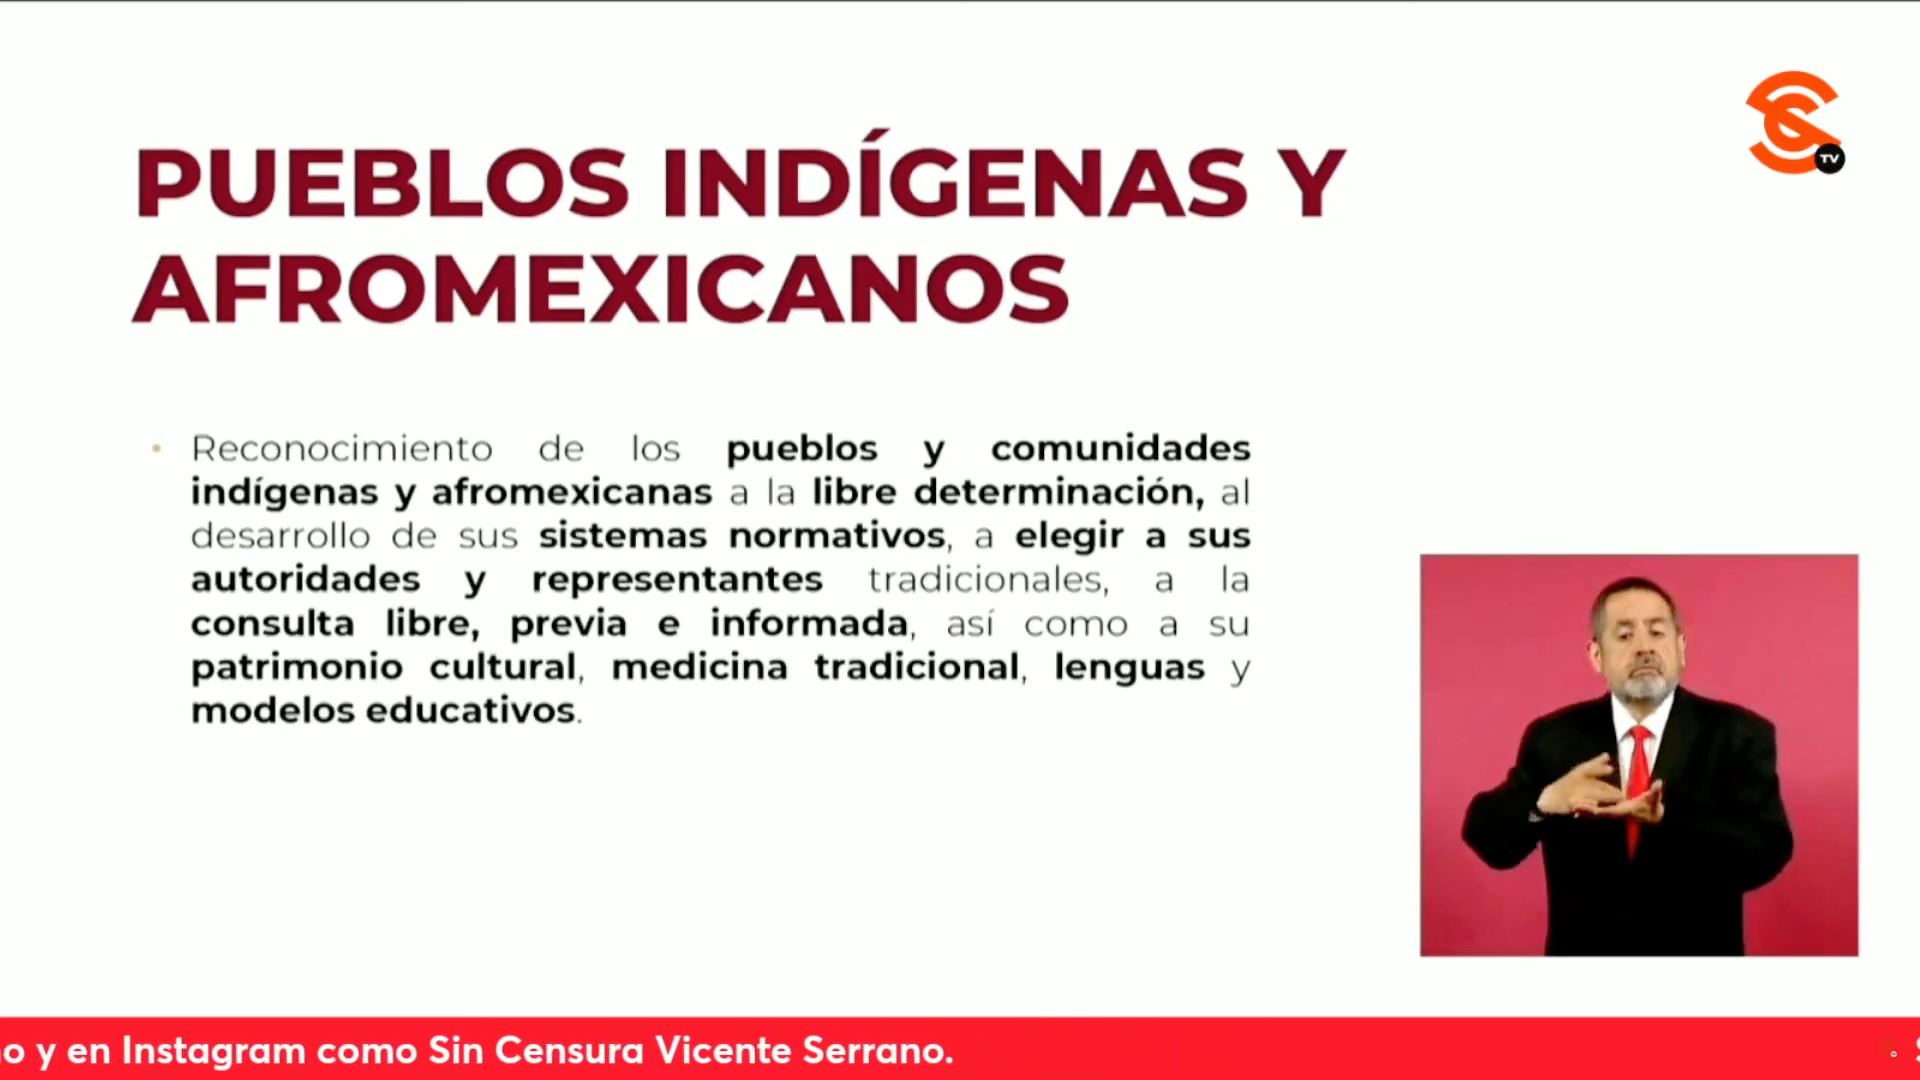 TV
PUEBLOS INDÍGENAS Y
AFROMEXICANOS
• Reconocimiento de los pueblos y comunidades
indígenas y afromexicanas a la libre determinación, al
desarrollo de sus sistemas normativos, a elegir a sus
autoridades y representantes tradicionales, a la
consulta libre, previa e informada, así como a su
patrimonio cultural, medicina tradicional, lenguas y
modelos educativos.
y en Instagram como Sin Censura Vicente Serrano.